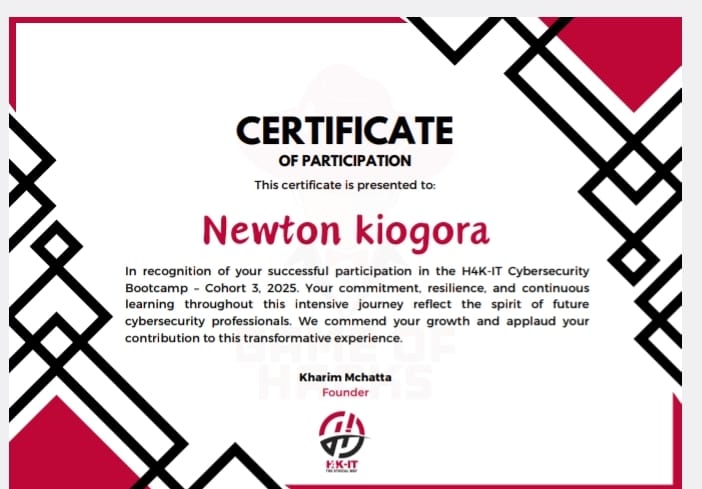 CERTIFICATE
OF PARTICIPATION
This certificate is presented to:
Newton kiogora
In recognition of your successful participation in the H4K-IT Cybersecurity
Bootcamp – Cohort 3, 2025. Your commitment, resilience, and continuous
learning throughout this intensive journey reflect the spirit of future
cybersecurity professionals. We commend your growth and applaud your
contribution to this transformative experience.
GAME OF
HACKS
Kharim Mchatta
Founder
H4K-IT
THE ETHICAL WAY